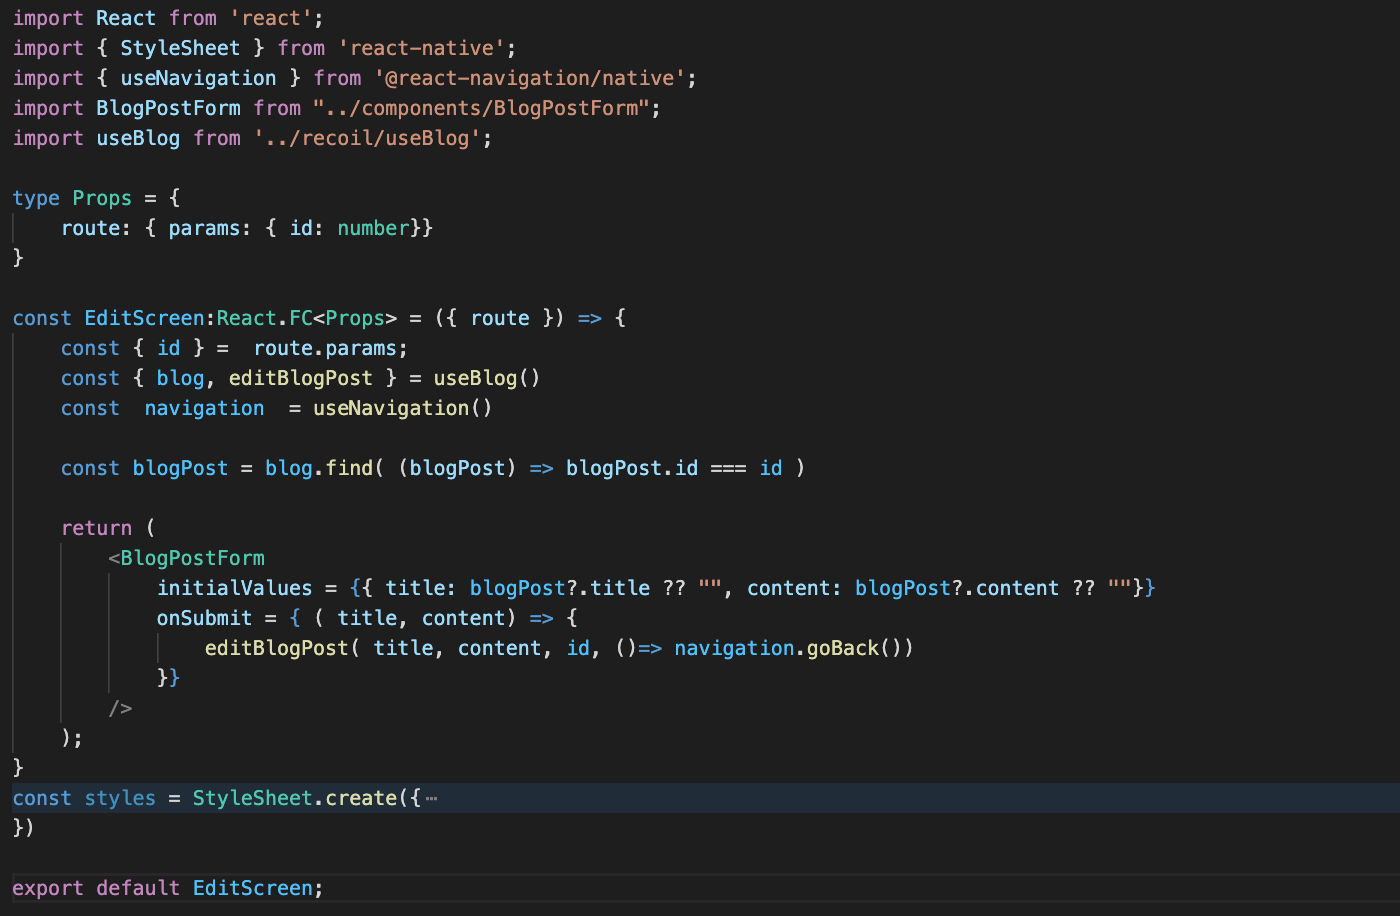 import React from 'react';
import { StyleSheet } from 'react-native';
import { useNavigation } from '@react-navigation/native';
import BlogPostForm from "../components/BlogPostForm";
import useBlog from '../recoil/useBlog';

type Props = {
    route: { params: { id: number}}
}

const EditScreen:React.FC<Props> = ({ route }) => {
    const { id } =  route.params;
    const { blog, editBlogPost } = useBlog()
    const  navigation  = useNavigation()

    const blogPost = blog.find( (blogPost) => blogPost.id === id )

    return (
        <BlogPostForm
            initialValues = {{ title: blogPost?.title ?? "", content: blogPost?.content ?? ""}}
            onSubmit = { ( title, content) => {
                editBlogPost( title, content, id, ()=> navigation.goBack())
            }}
        />
    );
}
const styles = StyleSheet.create({⋯
})

export default EditScreen;